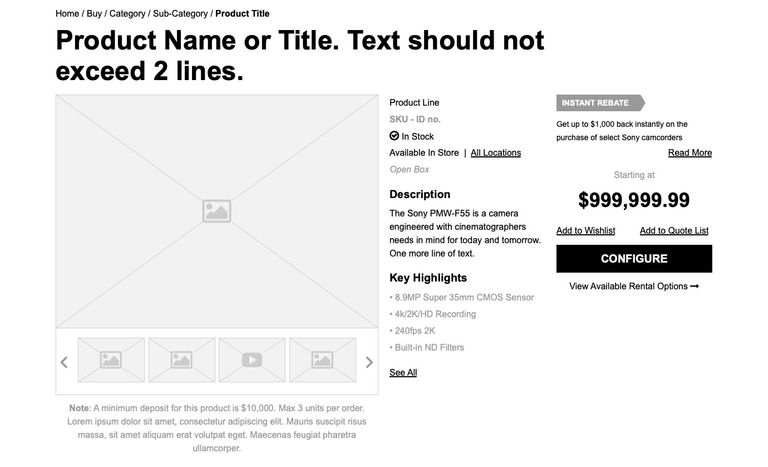 Home / Buy / Category / Sub-Category / Product Title
Product Name or Title. Text should not
exceed 2 lines.
Product Line
SKU - ID no.
In Stock
Available In Store | All Locations
Open Box
Description
The Sony PMW-F55 is a camera
engineered with cinematographers
needs in mind for today and tomorrow.
One more line of text.
Key Highlights
• 8.9MP Super 35mm CMOS Sensor
• 4k/2K/HD Recording
• 240fps 2K
• Built-in ND Filters
See All
INSTANT REBATE
Get up to $1,000 back instantly on the
purchase of select Sony camcorders
Read More
Starting at
$999,999.99
Add to Wishlist Add to Quote List
CONFIGURE
View Available Rental Options →
Note: A minimum deposit for this product is $10,000. Max 3 units per order.
Lorem ipsum dolor sit amet, consectetur adipiscing elit. Mauris suscipit risus
massa, sit amet aliquam erat volutpat eget. Maecenas feugiat pharetra
ullamcorper.